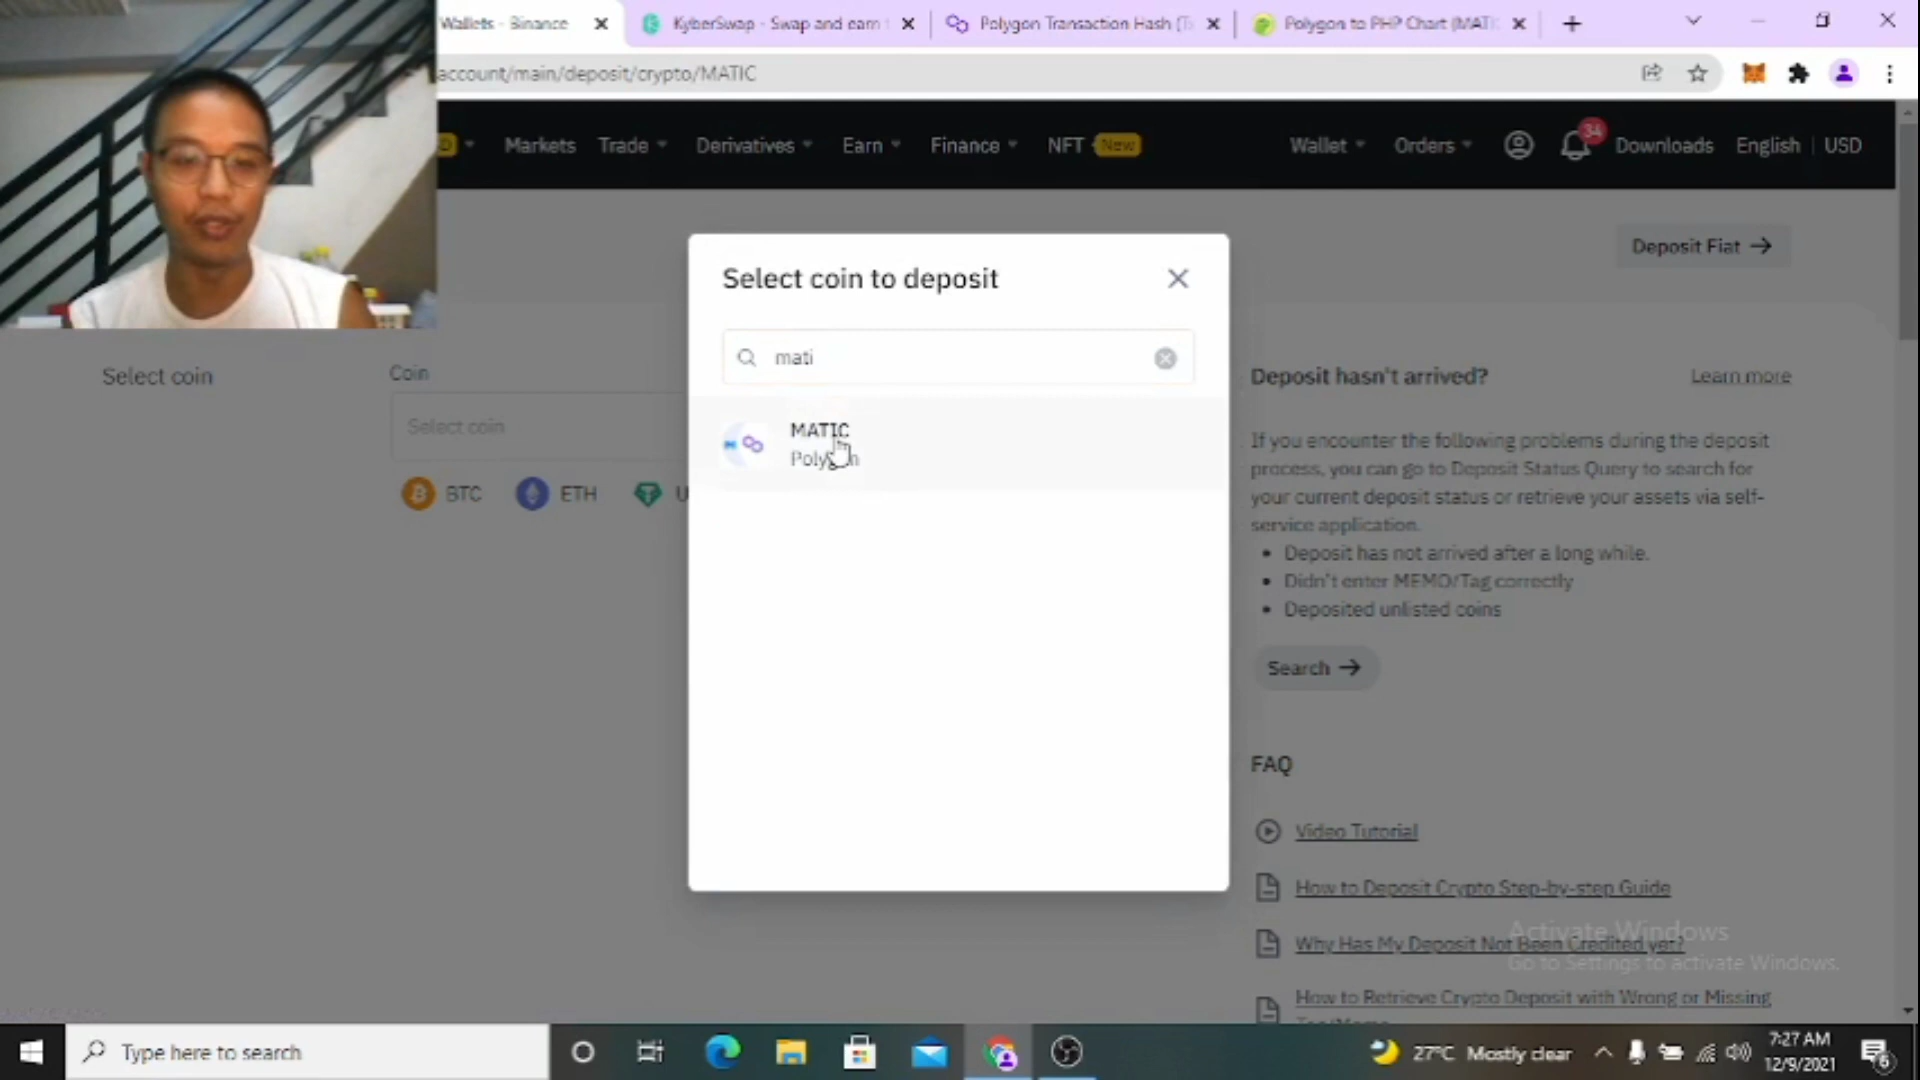 Wallets - Binance
KyberSwap - Swap and earn
Polygon Transaction Hash (T
Polygon to PHP Chart (MATI
account/main/deposit/crypto/MATIC
Markets
Trade
Derivatives
Earn
Finance
NFT New
Wallet
Orders
34
Downloads
English
USD
Deposit Fiat →
Select coin to deposit
mati
MATIC
Polygon
Select coin
Coin
Select coin
BTC
ETH
U
Deposit hasn't arrived?
Learn more
If you encounter the following problems during the deposit
process, you can go to Deposit Status Query to search for
your current deposit status or retrieve your assets via self-
service application.
• Deposit has not arrived after a long while.
• Didn't enter MEMO/Tag correctly
• Deposited unlisted coins
Search →
FAQ
Video Tutorial
How to Deposit Crypto Step-by-step Guide
Why Has My Deposit Not Been Credited yet?
How to Retrieve Crypto Deposit with Wrong or Missing
Tag/Memo
Activate Windows
Go to Settings to activate Windows.
Type here to search
27°C Mostly clear
7:27 AM
12/9/2021
6